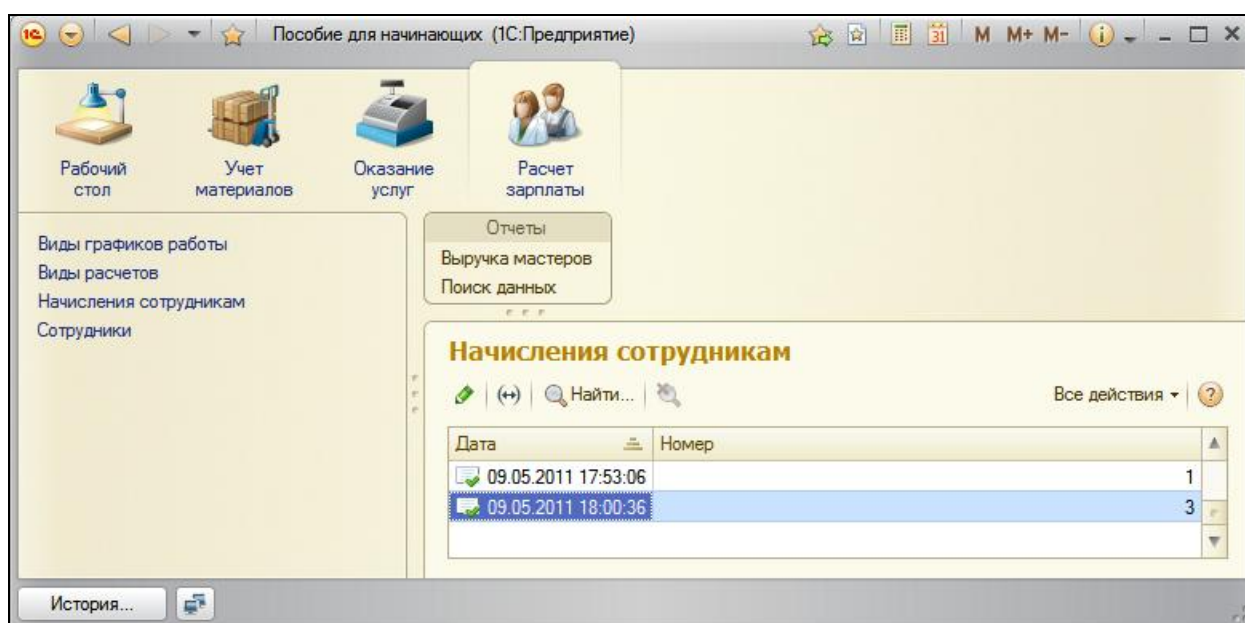 1С Пособие для начинающих (1С:Предприятие) 31 M M+ M-
Рабочий стол
Учет материалов
Оказание услуг
Расчет зарплаты
Виды графиков работы
Виды расчетов
Начисления сотрудникам
Сотрудники
Отчеты
Выручка мастеров
Поиск данных
Начисления сотрудникам
Найти... Все действия ?
Дата Номер
09.05.2011 17:53:06 1
09.05.2011 18:00:36 3
История...